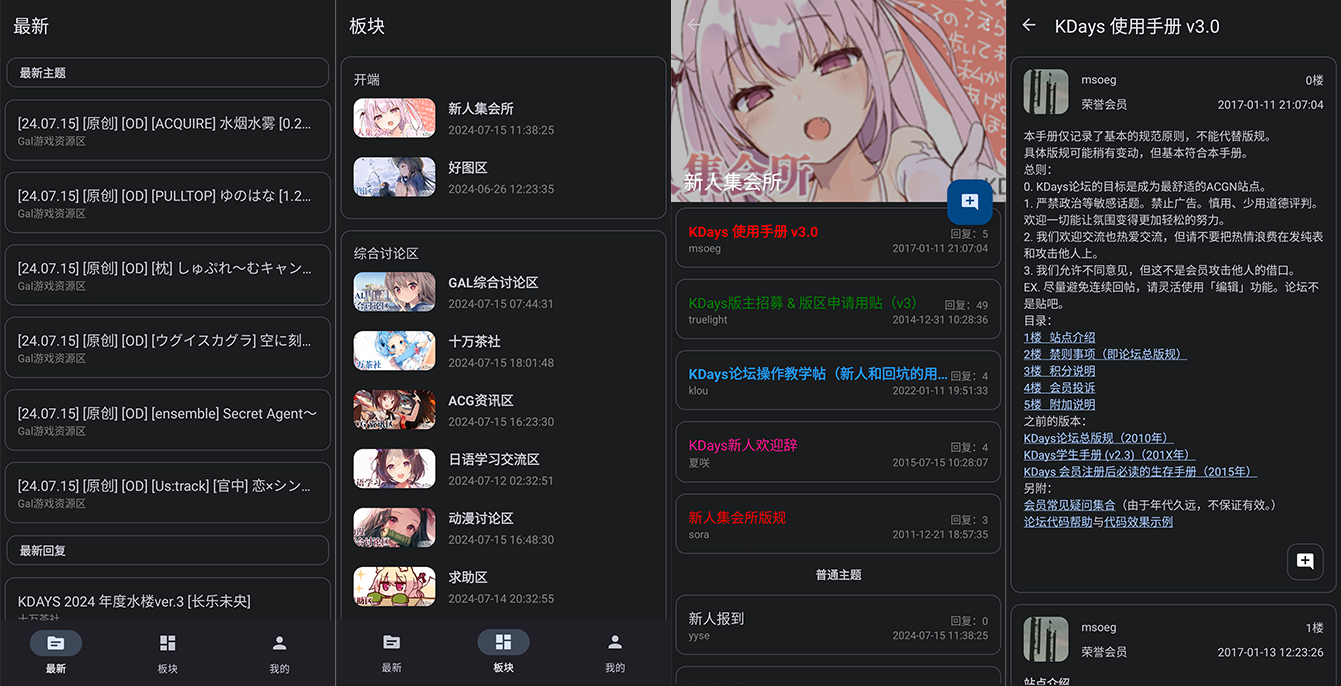 最新
最新主题
[24.07.15] [原创] [OD] [ACQUIRE] 水烟水雾 [0.2...
Gal游戏资源区
[24.07.15] [原创] [OD] [PULLTOP] ゆのはな [1.2...
Gal游戏资源区
[24.07.15] [原创] [OD] [枕] しゅぷれ～むキャン...
Gal游戏资源区
[24.07.15] [原创] [OD] [ウグイスカグラ] 空に刻...
Gal游戏资源区
[24.07.15] [原创] [OD] [ensemble] Secret Agent～
Gal游戏资源区
[24.07.15] [原创] [OD] [Us:track] [官中] 恋×シン...
Gal游戏资源区
最新回复
KDAYS 2024 年度水楼ver.3 [长乐未央]
十万茶社
最新
板块
我的
板块
开端
新人集会所
2024-07-15 11:38:25
好图区
2024-06-26 12:23:35
综合讨论区
GAL综合讨论区
2024-07-15 07:44:31
十万茶社
2024-07-15 18:01:48
ACG资讯区
2024-07-15 16:23:30
日语学习交流区
2024-07-12 02:32:51
动漫讨论区
2024-07-15 16:48:30
求助区
2024-07-14 20:32:55
最新
板块
我的
集会所
新人集会所
KDays 使用手册 v3.0
回复：5
msoeg
2017-01-11 21:07:04
KDays版主招募 & 版区申请用贴（v3）
回复：49
truelight
2014-12-31 10:28:36
KDays论坛操作教学帖（新人和回坑的用...
回复：4
klou
2022-01-11 19:51:33
KDays新人欢迎辞
回复：4
夏咲
2015-07-15 10:28:07
新人集会所版规
回复：3
sora
2011-12-21 18:57:35
普通主题
新人报到
回复：0
yyse
2024-07-15 11:38:25
KDays 使用手册 v3.0
msoeg
0楼
荣誉会员
2017-01-11 21:07:04
本手册仅记录了基本的规范原则，不能代替版规。
具体版规可能稍有变动，但基本符合本手册。
总则：
0. KDays论坛的目标是成为最舒适的ACGN站点。
1. 严禁政治等敏感话题。禁止广告。慎用、少用道德评判。
欢迎一切能让氛围变得更加轻松的努力。
2. 我们欢迎交流也热爱交流，但请不要把热情浪费在发纯表
和攻击他人上。
3. 我们允许不同意见，但这不是会员攻击他人的借口。
EX. 尽量避免连续回帖，请灵活使用「编辑」功能。论坛不
是贴吧。
目录：
1楼 站点介绍
2楼 禁则事项（即论坛总版规）
3楼 积分说明
4楼 会员投诉
5楼 附加说明
之前的版本：
KDays论坛总版规（2010年）
KDays学生手册 (v2.3)（201X年）
KDays 会员注册后必读的生存手册（2015年）
另附：
会员常见疑问集合（由于年代久远，不保证有效。）
论坛代码帮助与代码效果示例
msoeg
1楼
荣誉会员
2017-01-13 12:23:26
站点介绍